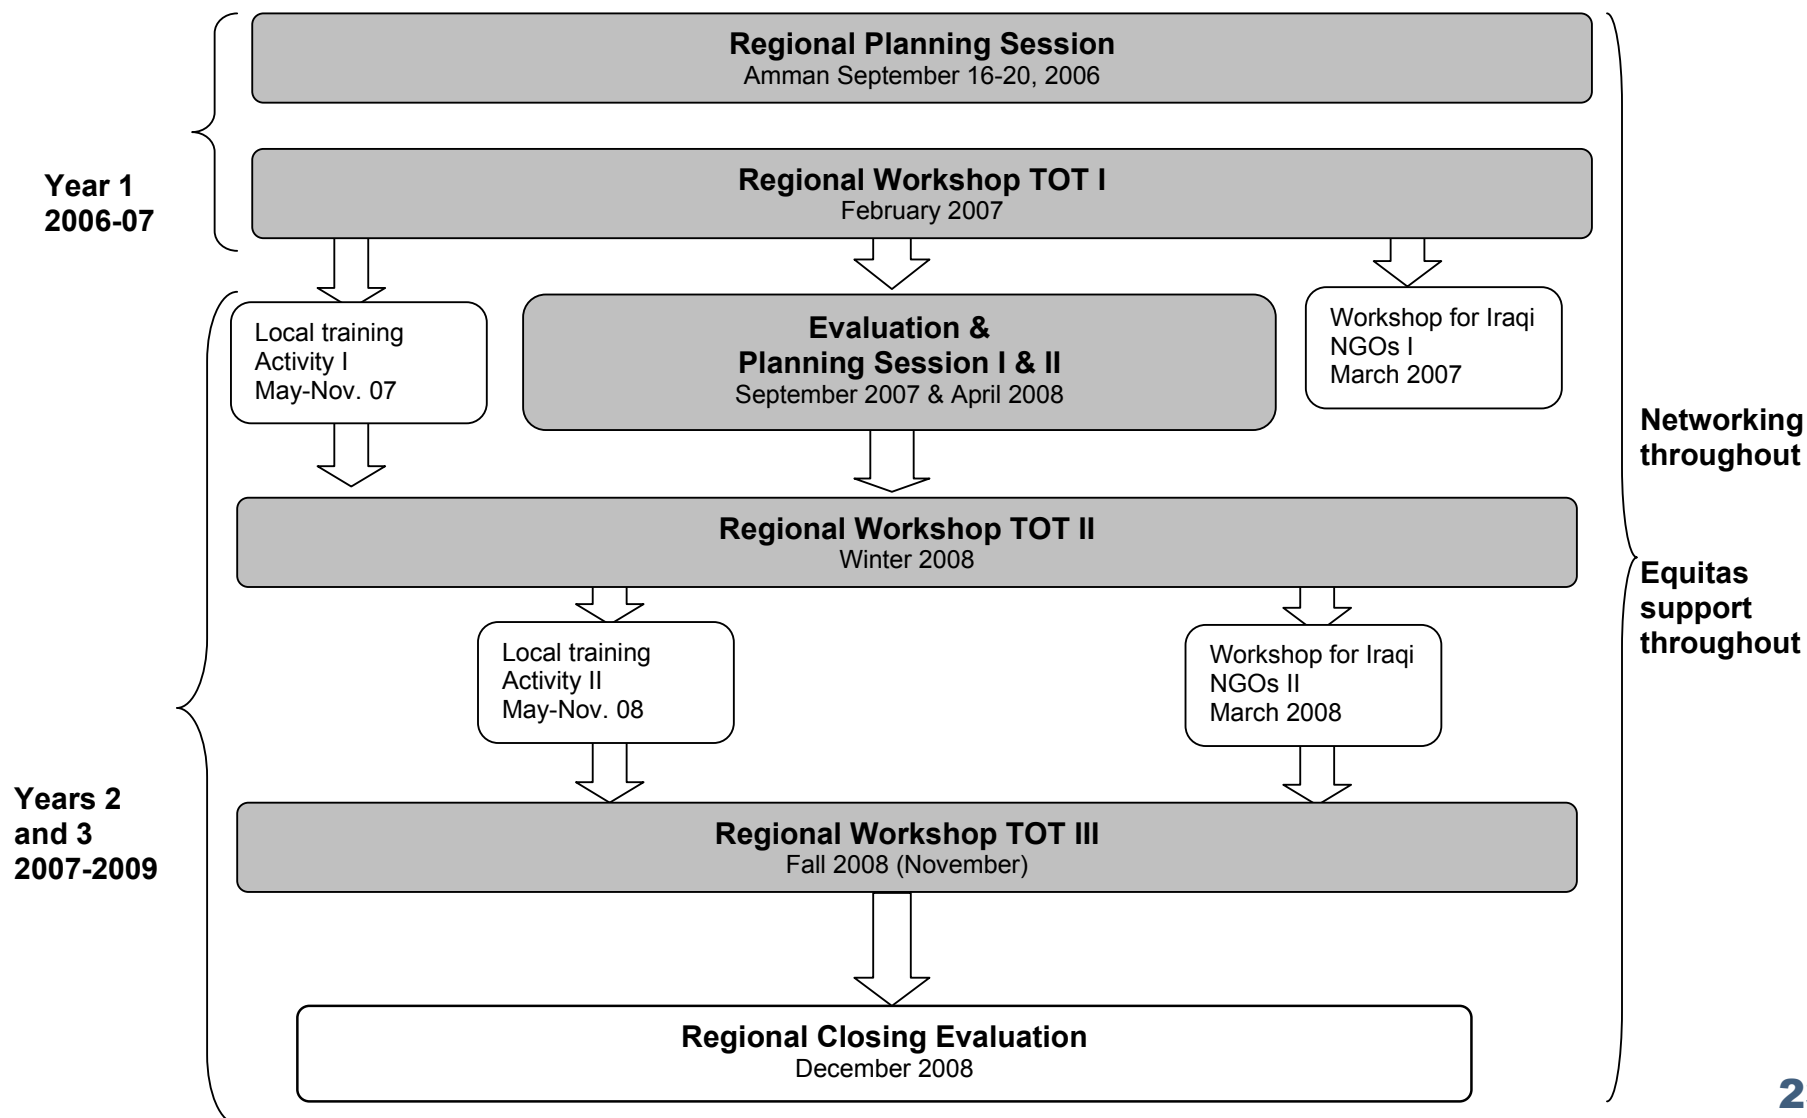 Regional Planning Session
Amman September 16-20, 2006
Year 1
2006-07
Regional Workshop TOT I
February 2007
Local training
Activity I
May-Nov. 07
Evaluation &
Planning Session I & II
September 2007 & April 2008
Workshop for Iraqi
NGOs I
March 2007
Networking
throughout
Regional Workshop TOT II
Winter 2008
Equitas
support
throughout
Local training
Activity II
May-Nov. 08
Workshop for Iraqi
NGOs II
March 2008
Years 2
and 3
2007-2009
Regional Workshop TOT III
Fall 2008 (November)
Regional Closing Evaluation
December 2008
2